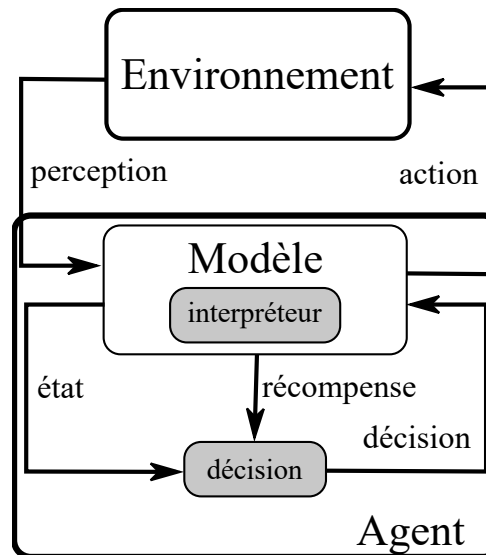 Environnement
perception
action
Modèle
interpréteur
état
récompense
décision
décision
Agent